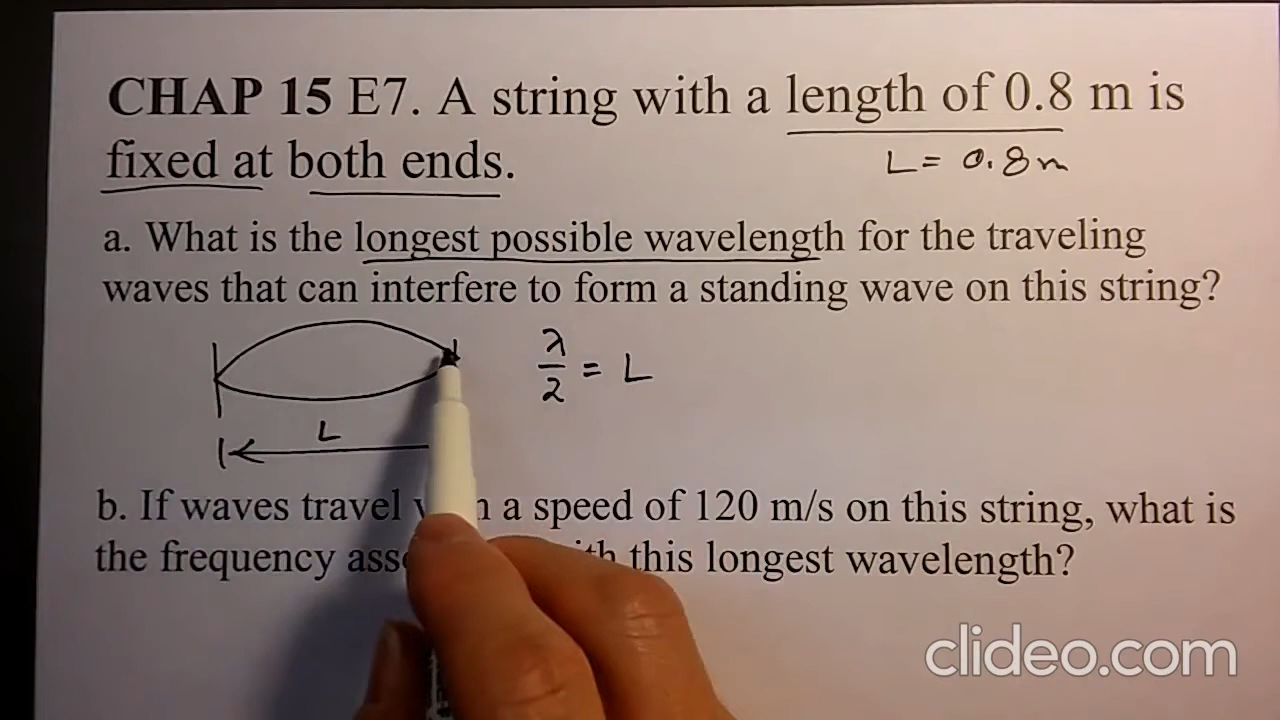 CHAP 15 E7. A string with a length of 0.8 m is
fixed at both ends.
L = 0.8m
a. What is the longest possible wavelength for the traveling
waves that can interfere to form a standing wave on this string?
λ/2 = L
L
b. If waves travel a speed of 120 m/s on this string, what is
the frequency this longest wavelength?
clideo.com